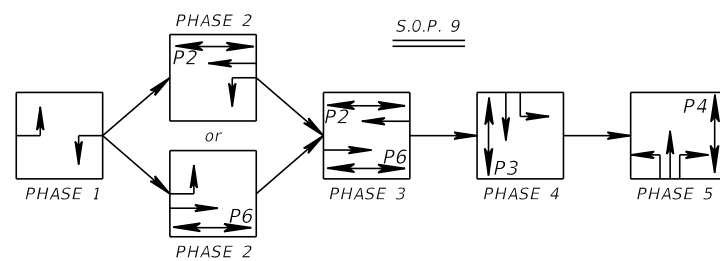 S.O.P. 9
PHASE 2
P2
or
P6
PHASE 2
PHASE 1
P2
P6
PHASE 3
P3
PHASE 4
P4
PHASE 5